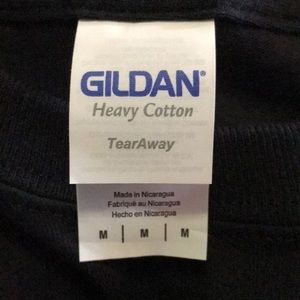 GILDAN®
Heavy Cotton
TearAway
Made in Nicaragua
Fabriqué au Nicaragua
Hecho en Nicaragua
M | M | M